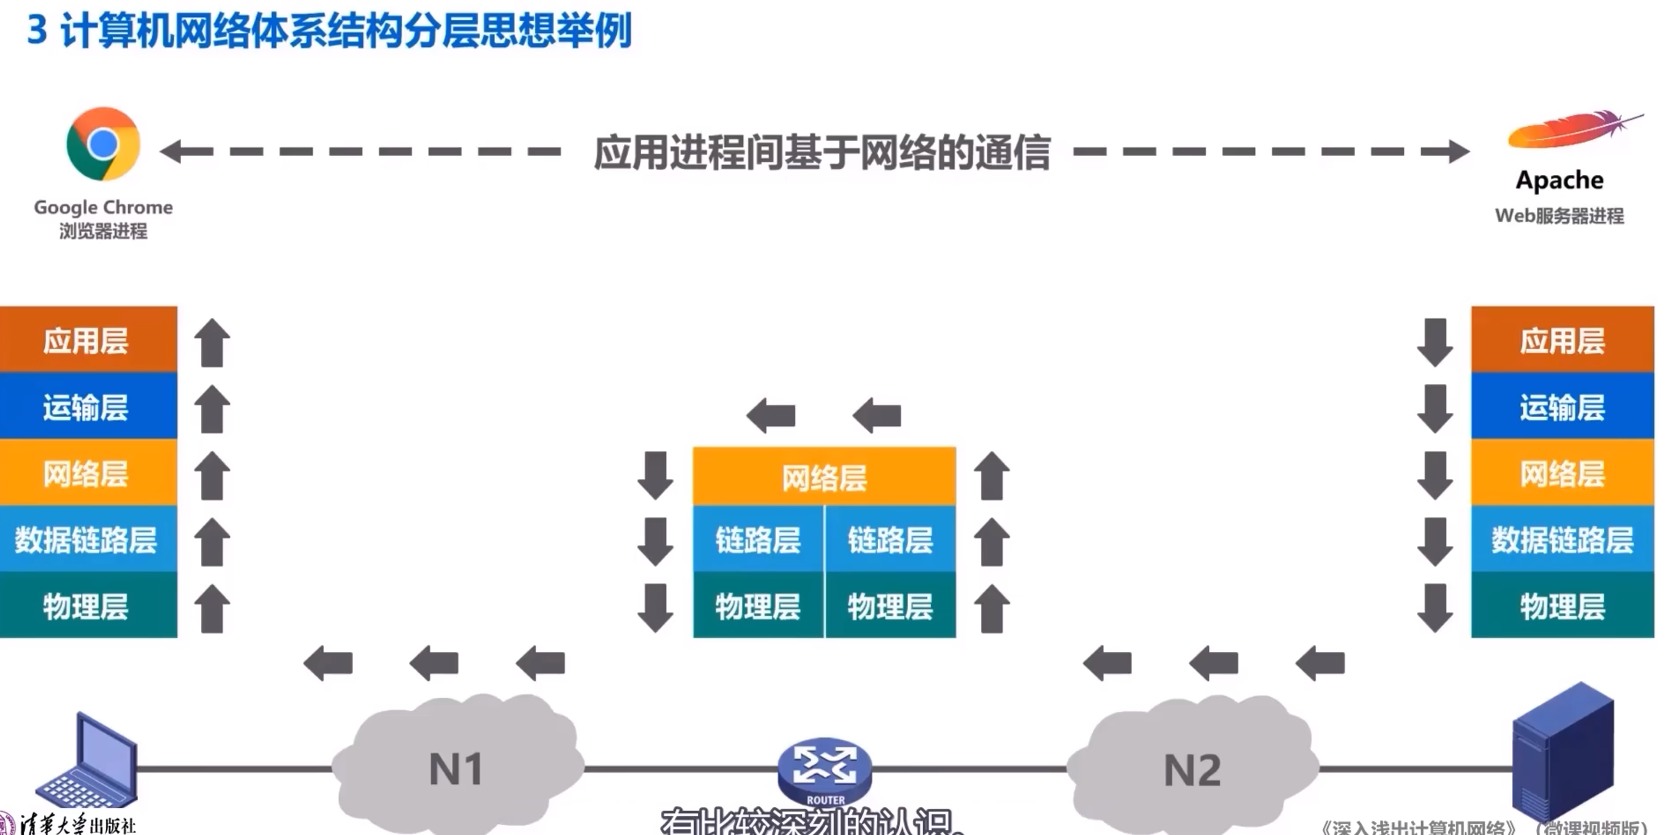 3 计算机网络体系结构分层思想举例
应用进程间基于网络的通信
Google Chrome
浏览器进程
Apache
Web服务器进程
应用层
运输层
网络层
数据链路层
物理层
网络层
链路层 链路层
物理层 物理层
应用层
运输层
网络层
数据链路层
物理层
N1
ROUTER
N2
有比较深刻的认识。
清华大学出版社
《深入浅出计算机网络》（微课视频版）